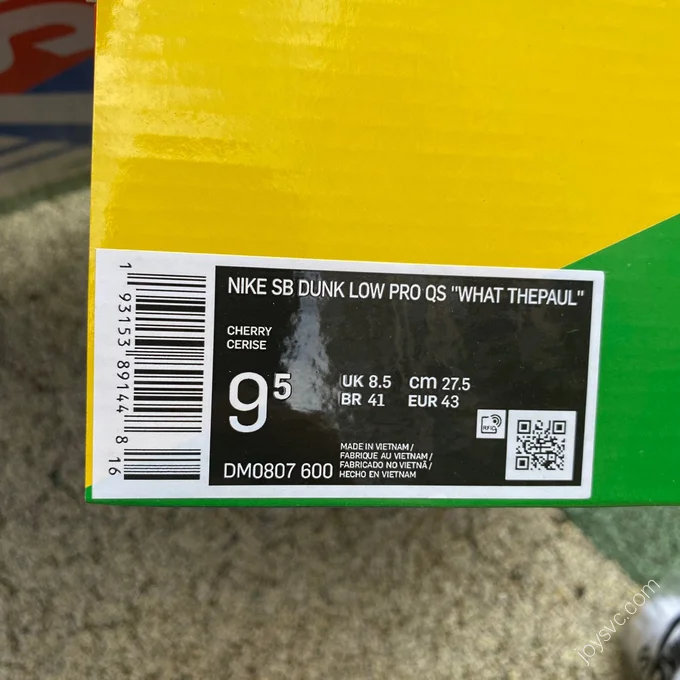 NIKE SB DUNK LOW PRO QS "WHAT THEPAUL"
CHERRY
CERISE
9⁵
UK 8.5 cm 27.5
BR 41 EUR 43
RFID
DM0807 600
MADE IN VIETNAM/
FABRIQUE AU VIETNAM/
FABRICADO NO VIETNÃ/
HECHO EN VIETNAM
1 93153 89144 8 16
joysvc.com